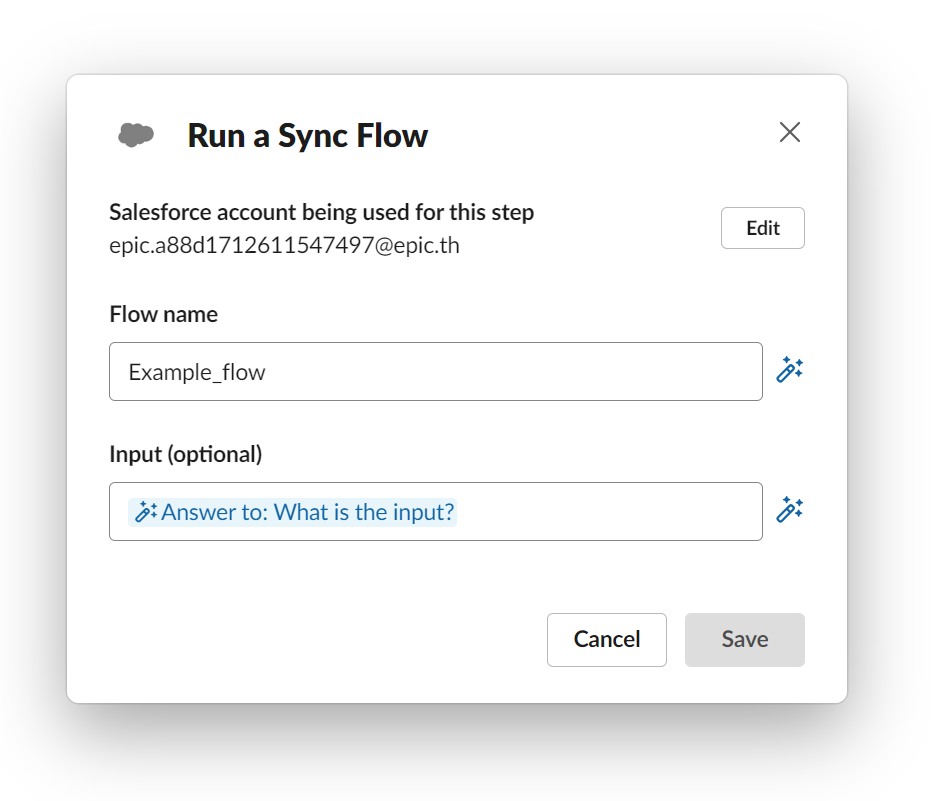 Run a Sync Flow
Salesforce account being used for this step
epic.a88d1712611547497@epic.th
Edit
Flow name
Example_flow
Input (optional)
Answer to: What is the input?
Cancel
Save